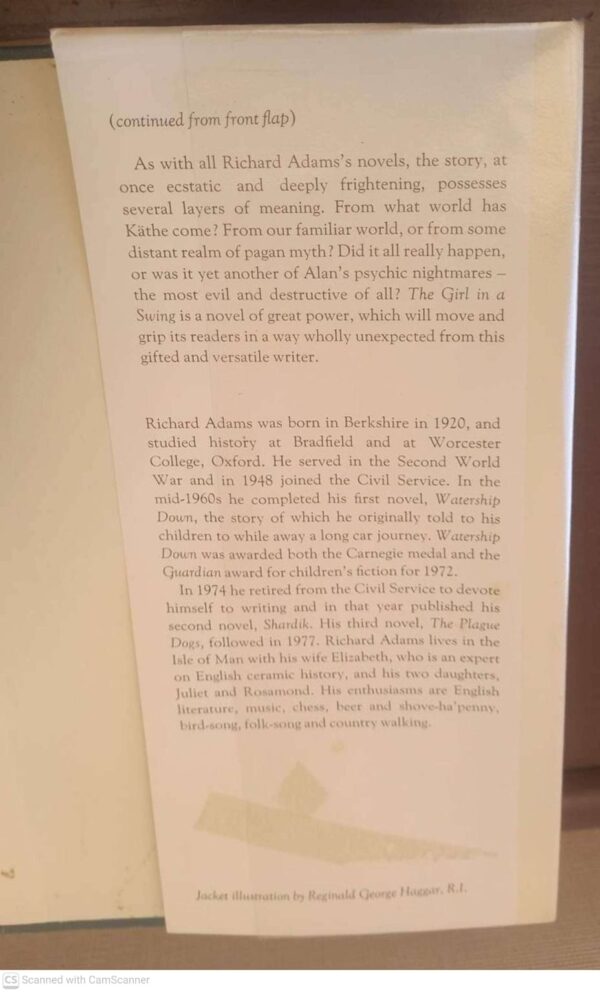 (continued from front flap)
As with all Richard Adams's novels, the story, at
once ecstatic and deeply frightening, possesses
several layers of meaning. From what world has
Käthe come? From our familiar world, or from some
distant realm of pagan myth? Did it all really happen,
or was it yet another of Alan's psychic nightmares –
the most evil and destructive of all? The Girl in a
Swing is a novel of great power, which will move and
grip its readers in a way wholly unexpected from this
gifted and versatile writer.
Richard Adams was born in Berkshire in 1920, and
studied history at Bradfield and at Worcester
College, Oxford. He served in the Second World
War and in 1948 joined the Civil Service. In the
mid-1960s he completed his first novel, Watership
Down, the story of which he originally told to his
children to while away a long car journey. Watership
Down was awarded both the Carnegie medal and the
Guardian award for children's fiction for 1972.
In 1974 he retired from the Civil Service to devote
himself to writing and in that year published his
second novel, Shardik. His third novel, The Plague
Dogs, followed in 1977. Richard Adams lives in the
Isle of Man with his wife Elizabeth, who is an expert
on English ceramic history, and his two daughters,
Juliet and Rosamond. His enthusiasms are English
literature, music, chess, beer and shove-ha'penny,
bird-song, folk-song and country walking.
Jacket illustration by Reginald George Haggar, R.I.
CS Scanned with CamScanner